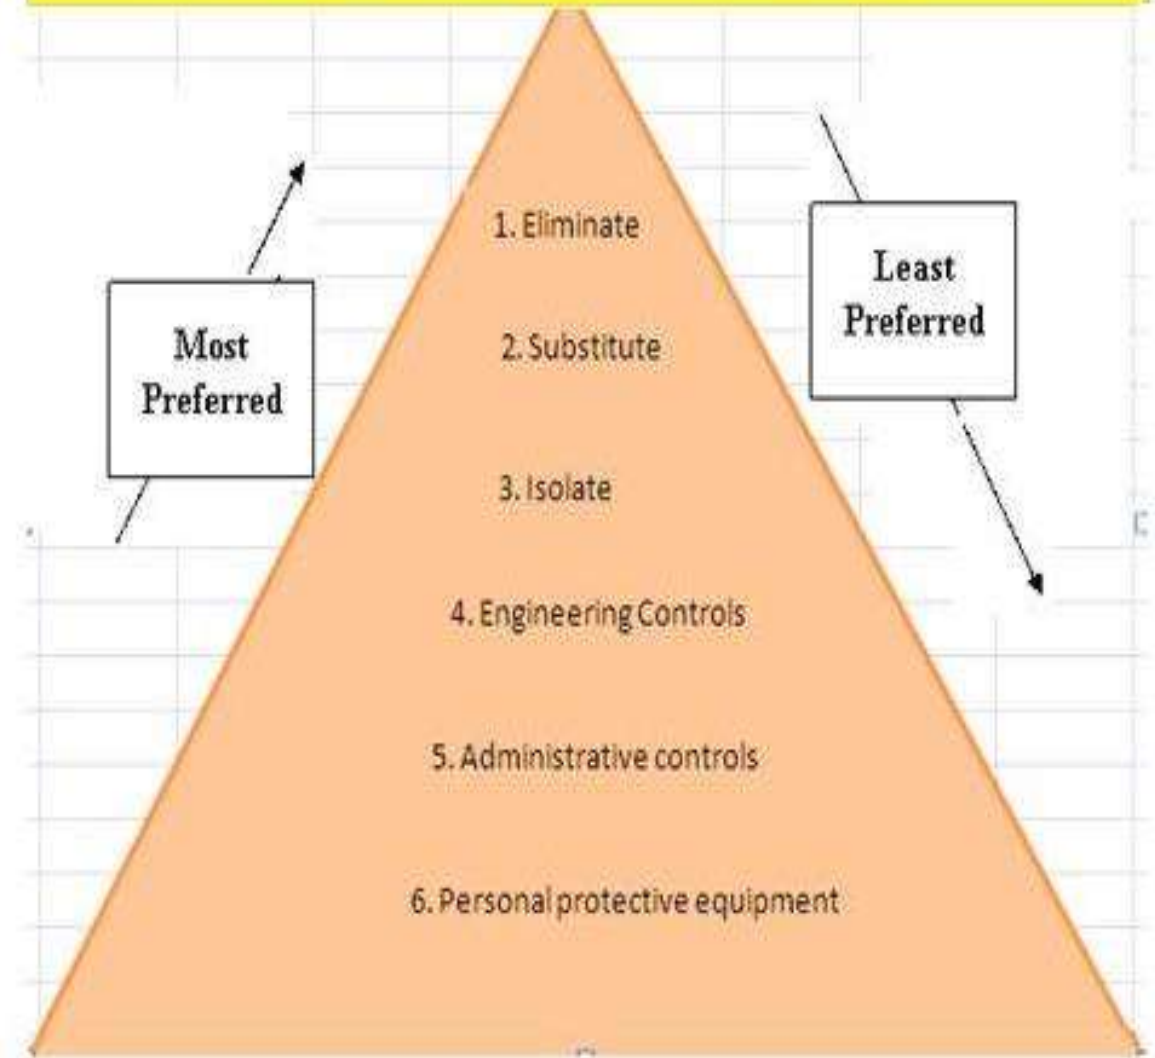 1. Eliminate
Least
Preferred
Most
Preferred
2. Substitute
3. Isolate
4. Engineering Controls
5. Administrative controls
6. Personal protective equipment